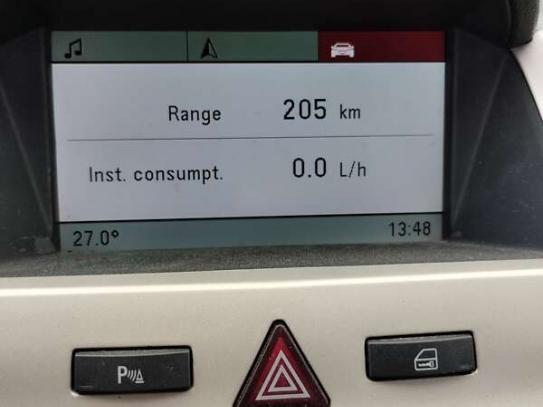 Range 205 km
Inst. consumpt. 0.0 L/h
27.0° 13:48
P